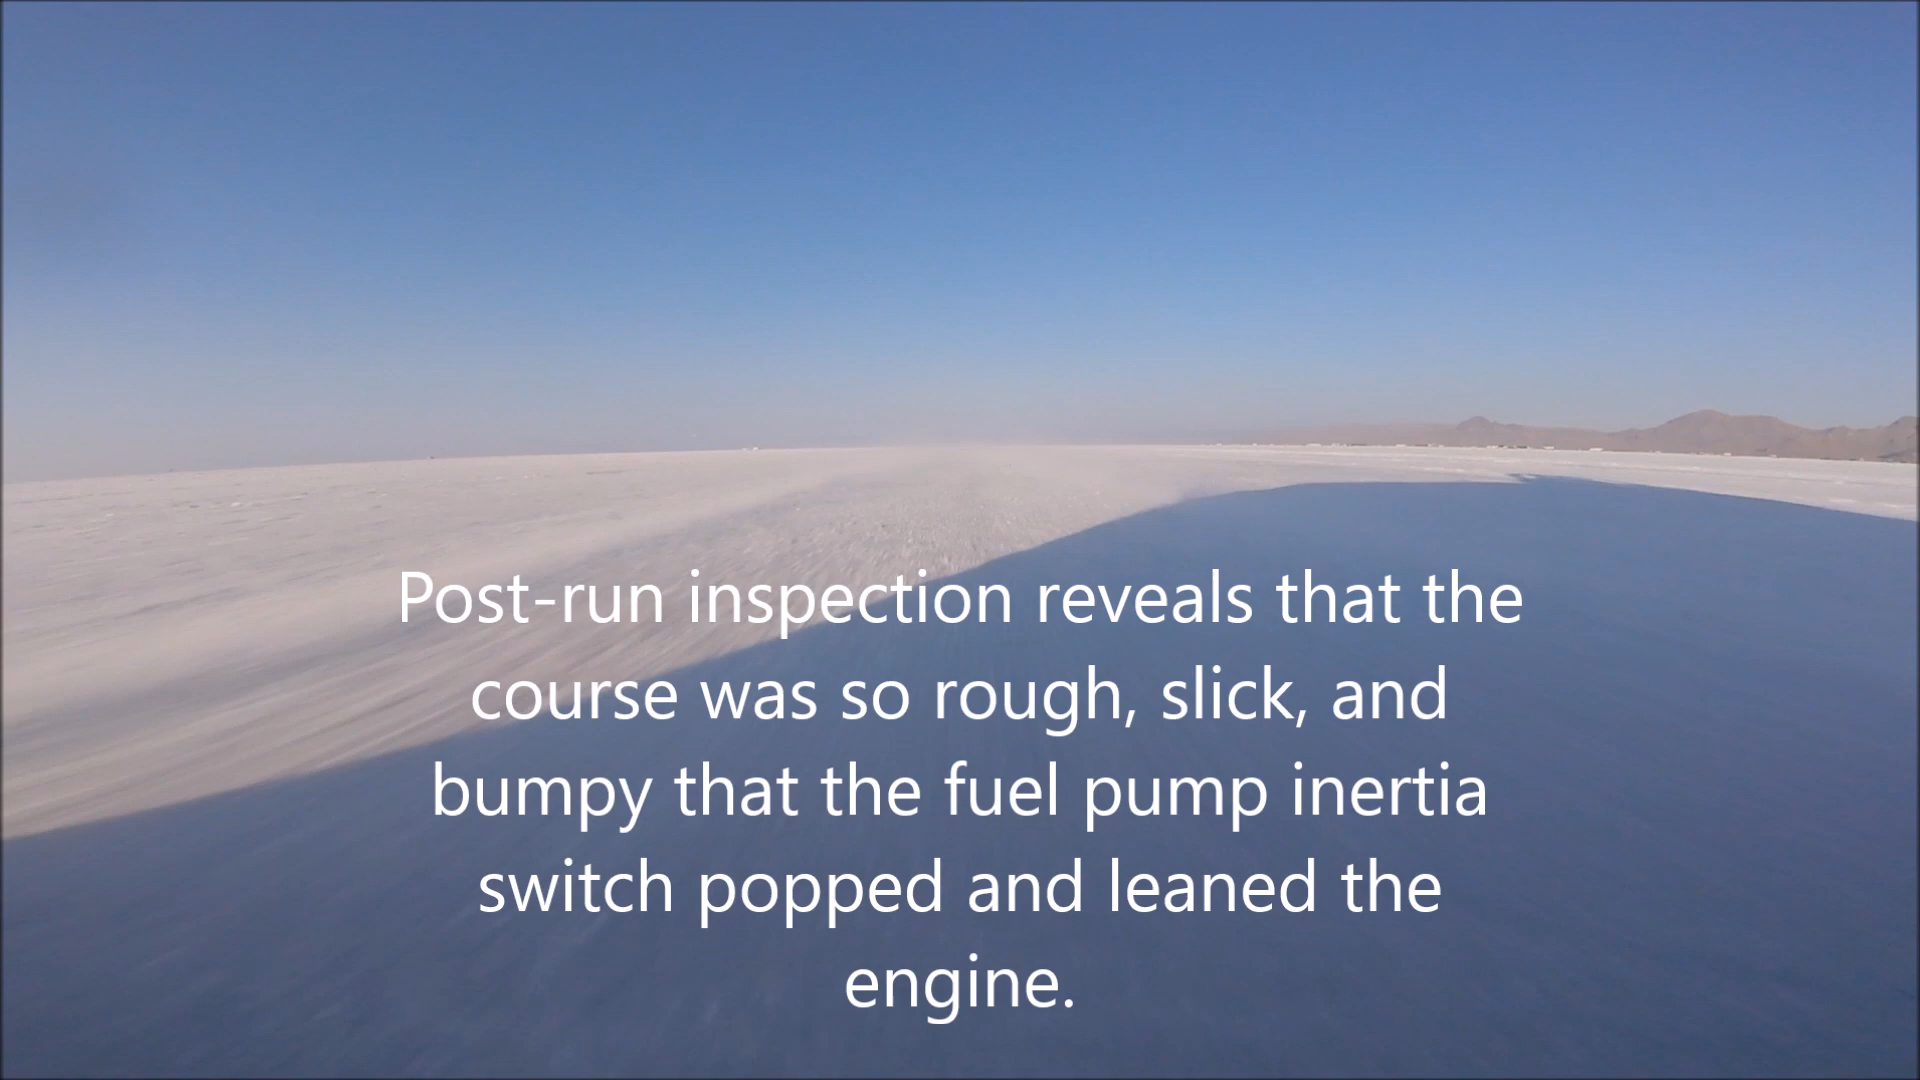 Post-run inspection reveals that the
course was so rough, slick, and
bumpy that the fuel pump inertia
switch popped and leaned the
engine.